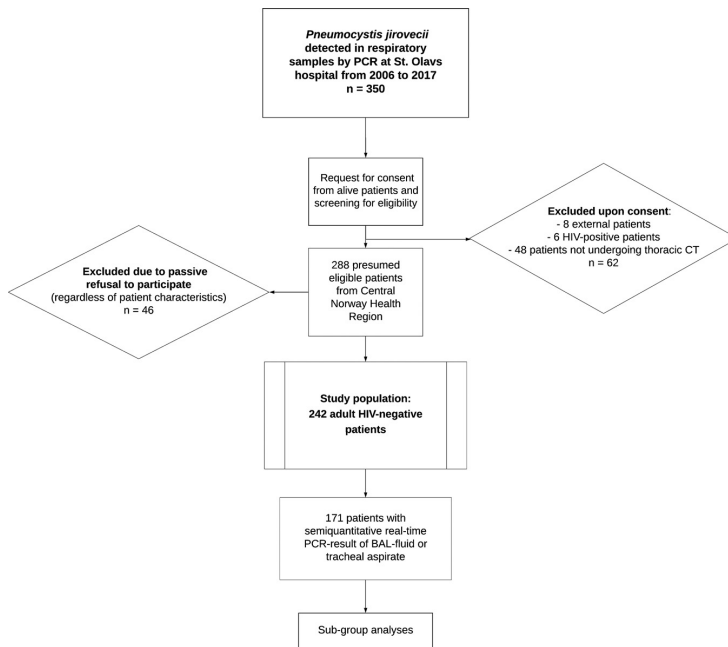 Pneumocystis jirovecii
detected in respiratory
samples by PCR at St. Olavs
hospital from 2006 to 2017
n = 350
Request for consent
from alive patients and
screening for eligibility
Excluded upon consent:
- 8 external patients
- 6 HIV-positive patients
- 48 patients not undergoing thoracic CT
n = 62
288 presumed
eligible patients
from Central
Norway Health
Region
Excluded due to passive
refusal to participate
(regardless of patient characteristics)
n = 46
Study population:
242 adult HIV-negative
patients
171 patients with
semiquantitative real-time
PCR-result of BAL-fluid or
tracheal aspirate
Sub-group analyses